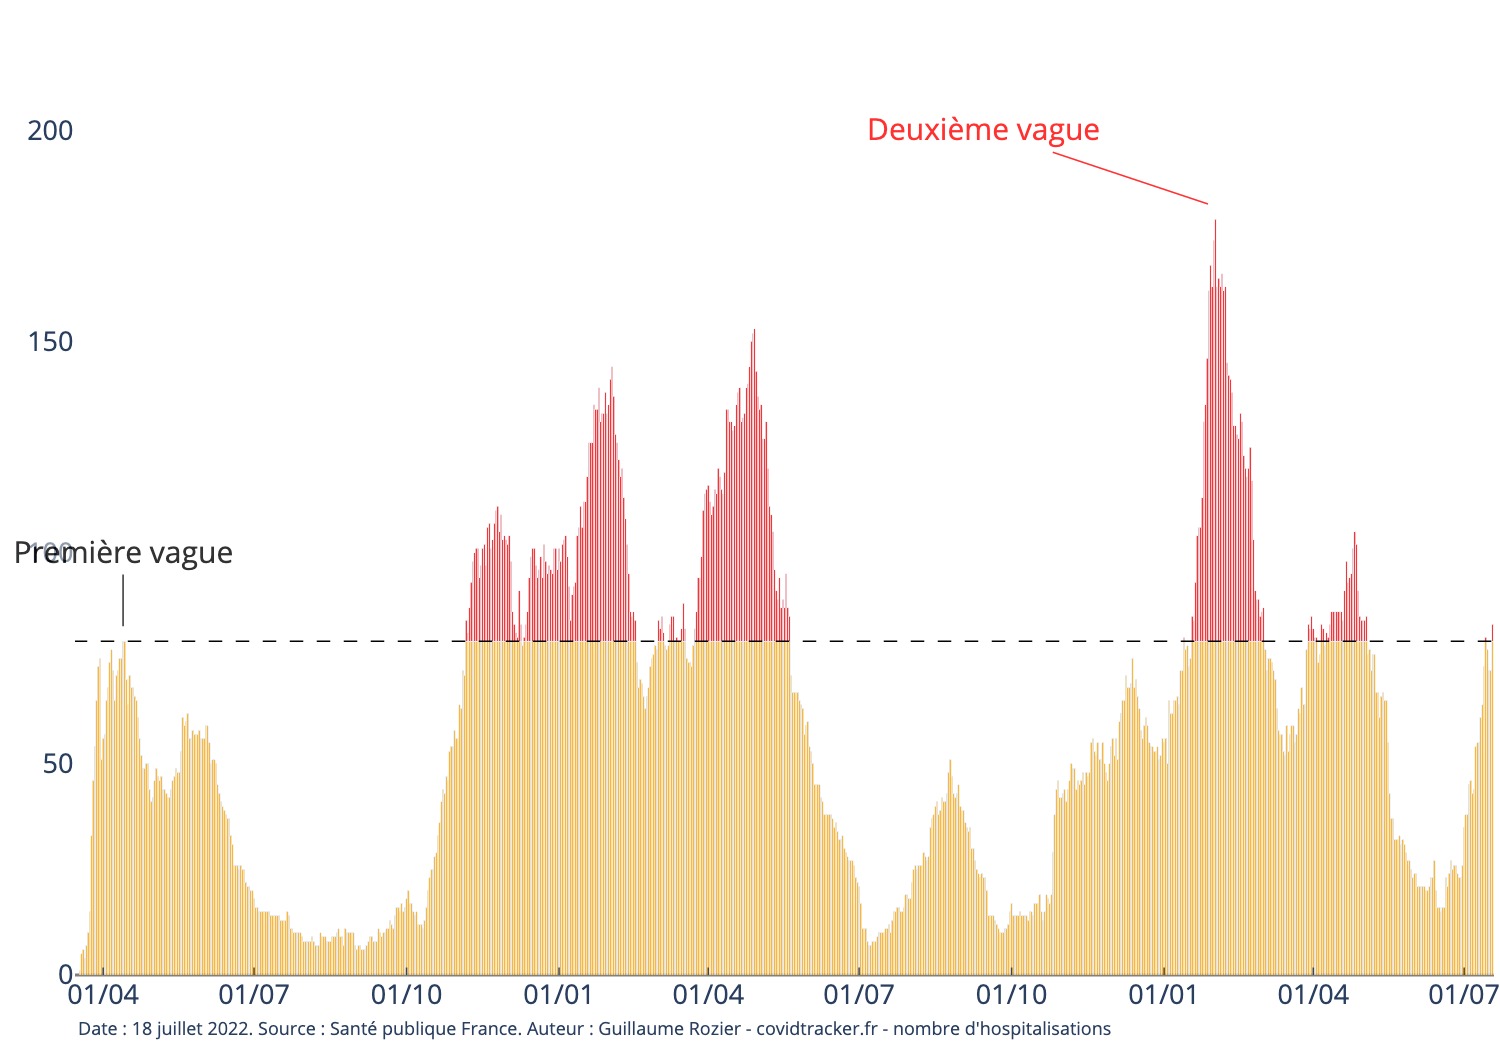 200
Deuxième vague
150
100
Première vague
50
0
01/04 01/07 01/10 01/01 01/04 01/07 01/10 01/01 01/04 01/07
Date : 18 juillet 2022. Source : Santé publique France. Auteur : Guillaume Rozier - covidtracker.fr - nombre d'hospitalisations